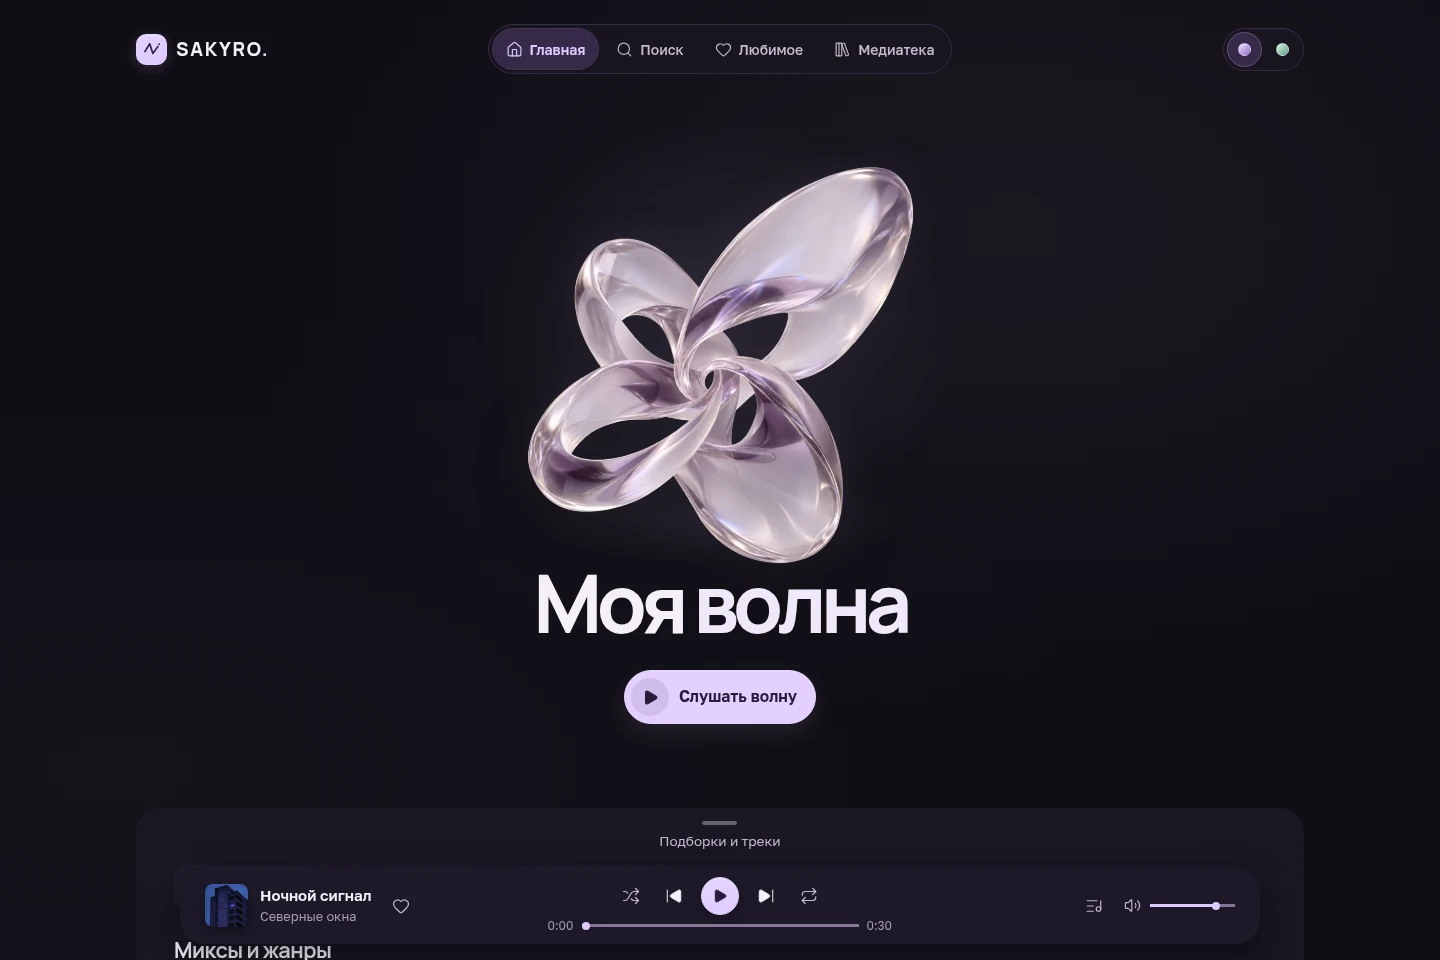 SAKYRO.
Главная
Поиск
Любимое
Медиатека
Моя волна
Слушать волну
Подборки и треки
Ночной сигнал
Северные окна
0:00
0:30
Миксы и жанры